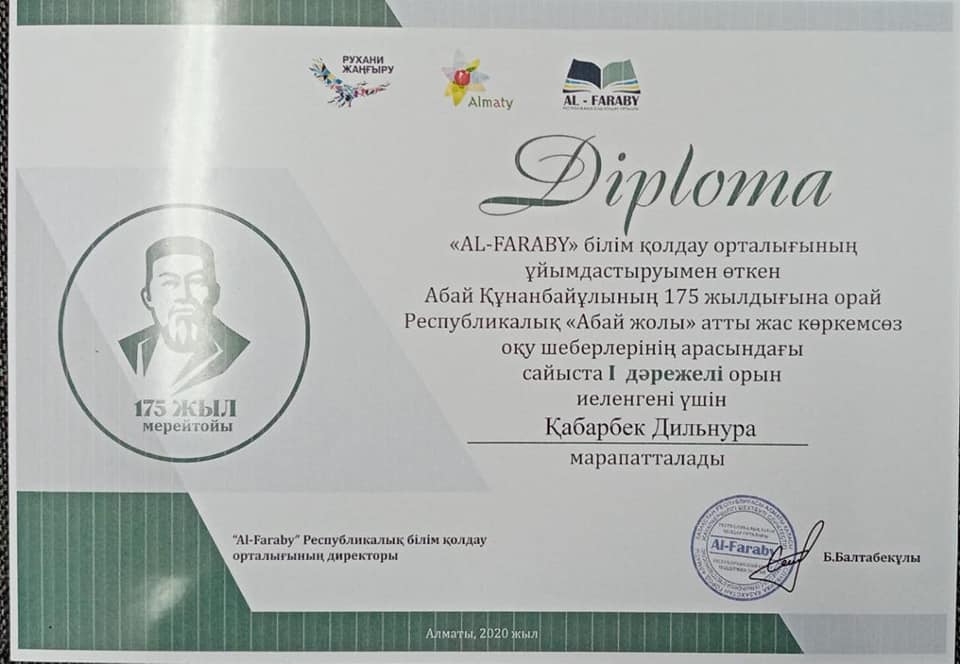 РУХАНИ
ЖАҢҒЫРУ
Almaty
AL - FARABY
Diploma
«AL-FARABY» білім қолдау орталығының
ұйымдастыруымен өткен
Абай Құнанбайұлының 175 жылдығына орай
Республикалық «Абай жолы» атты жас көркемсөз
оқу шеберлерінің арасындағы
сайыста I дәрежелі орын
иеленгені үшін
Қабарбек Дильнура
марапатталады
175 ЖЫЛ
мерейтойы
"Al-Faraby" Республикалық білім қолдау
орталығының директоры
Al-Faraby
Б.Балтабекұлы
Алматы, 2020 жыл